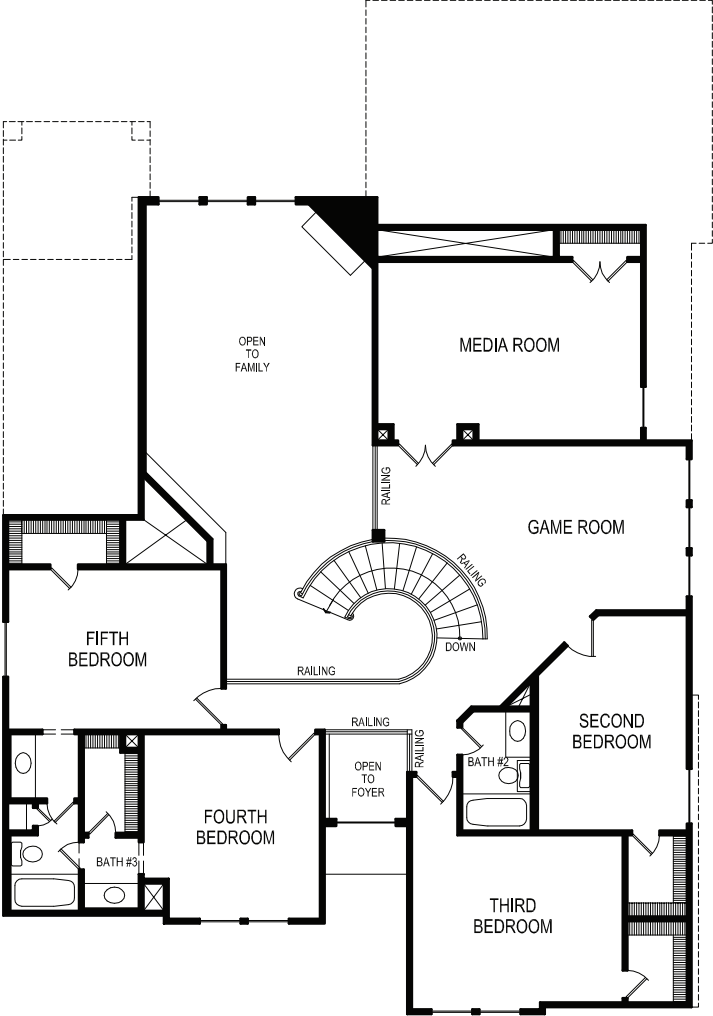 OPEN
TO
FAMILY
MEDIA ROOM
RAILING
GAME ROOM
RAILING
DOWN
FIFTH
BEDROOM
RAILING
RAILING
RAILING
SECOND
BEDROOM
OPEN
TO
FOYER
BATH #2
FOURTH
BEDROOM
BATH #3
THIRD
BEDROOM